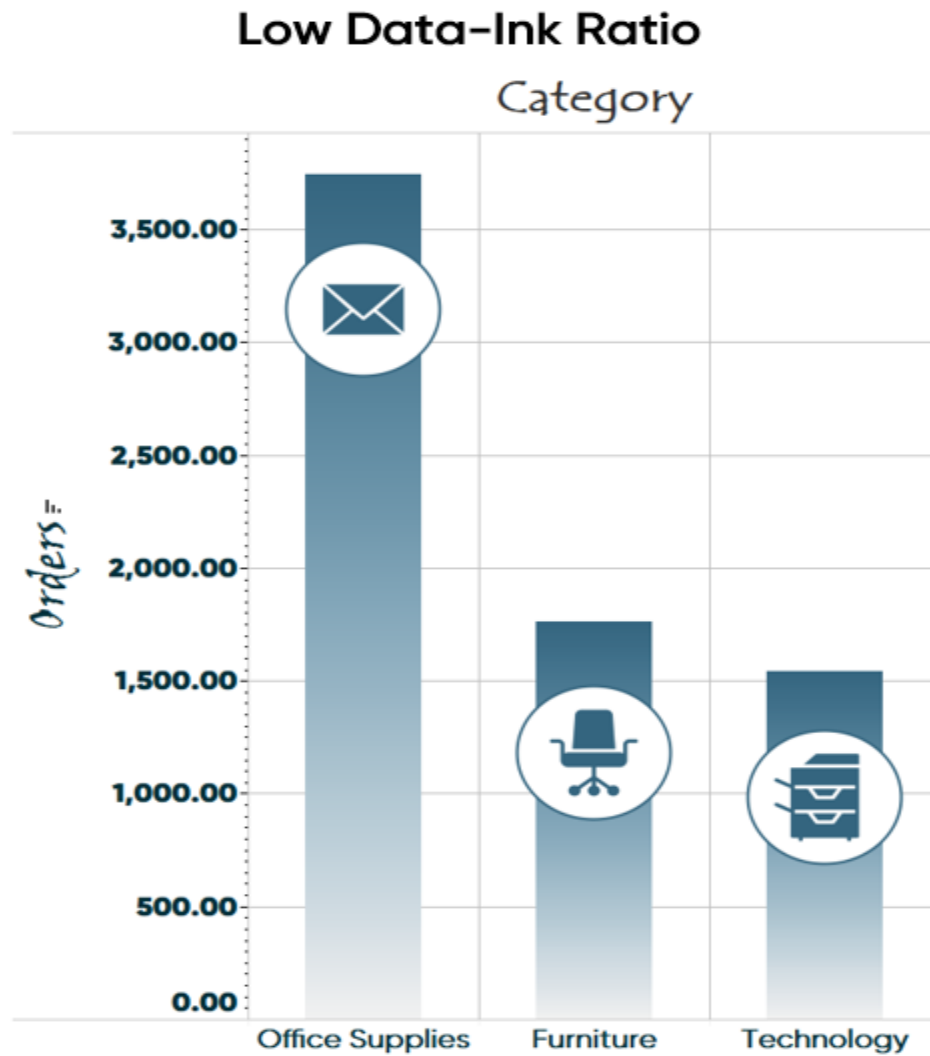 Low Data-Ink Ratio
Category
3,500.00
3,000.00
2,500.00
Orders
2,000.00
1,500.00
1,000.00
500.00
0.00
Office Supplies Furniture Technology